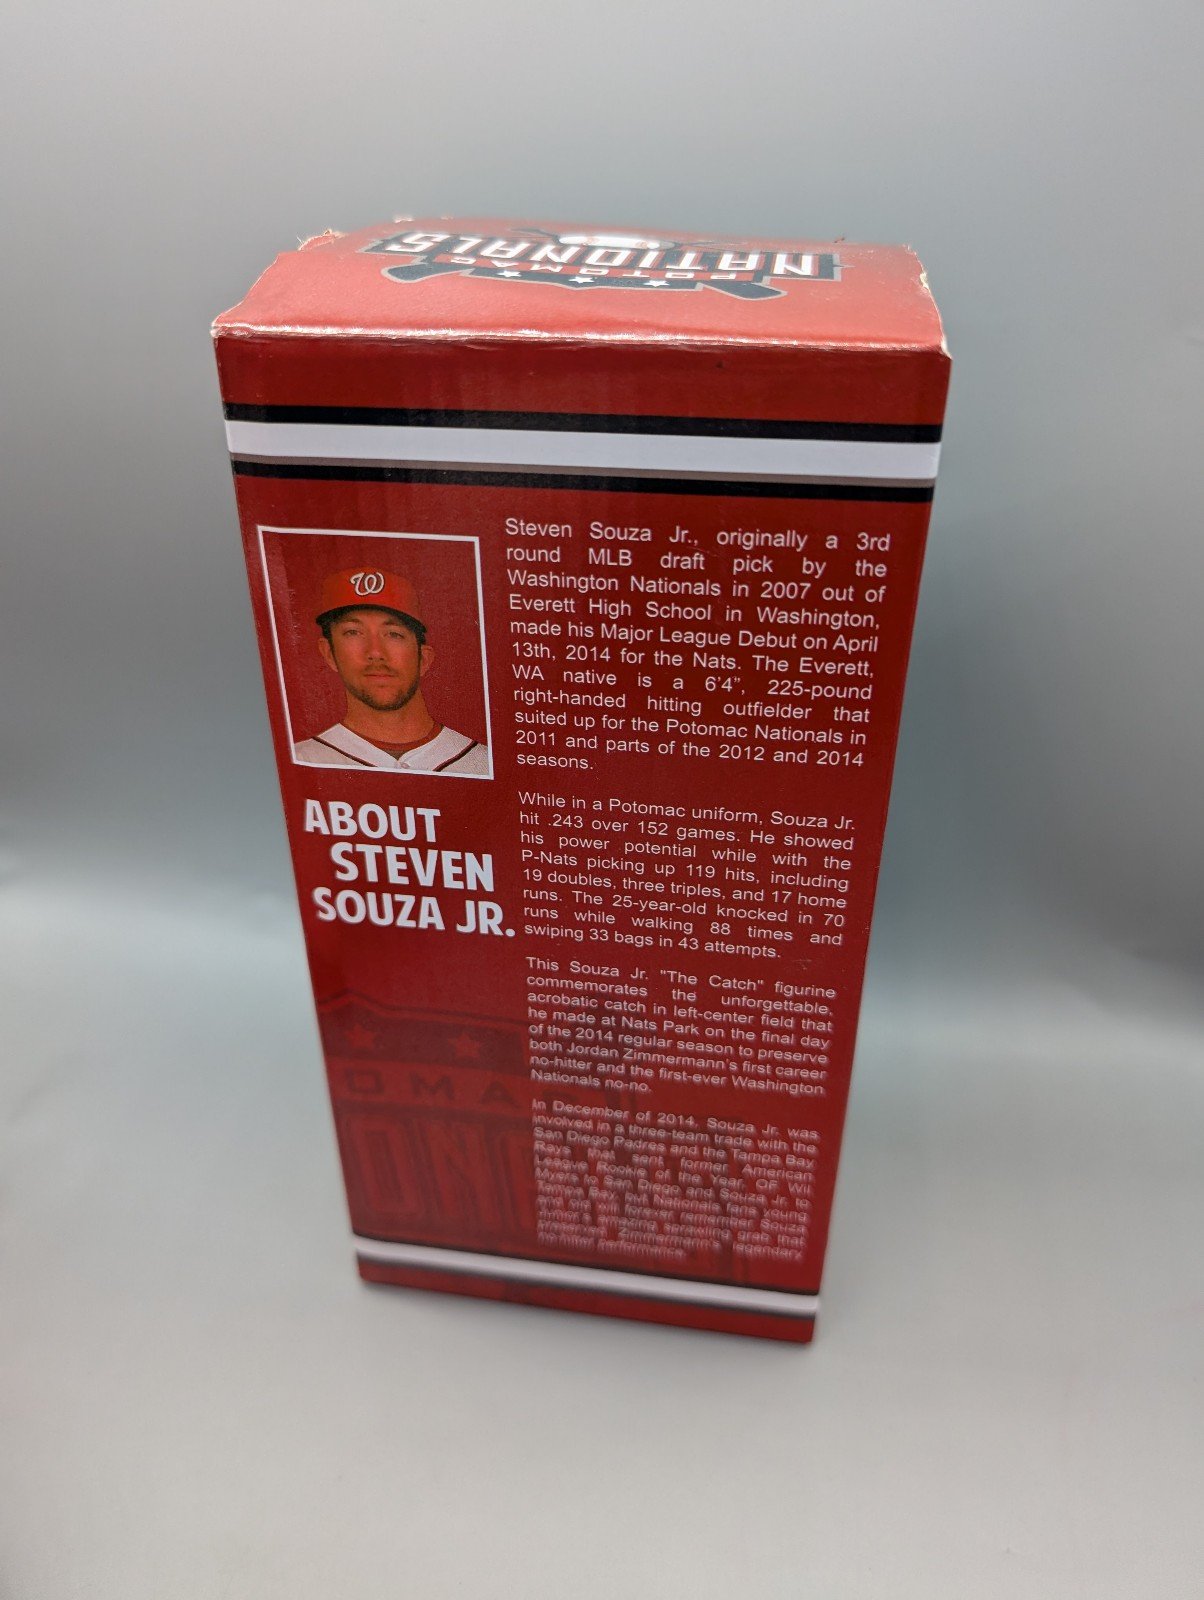 POTOMAC
NATIONALS
W
Steven Souza Jr., originally a 3rd
round MLB draft pick by the
Washington Nationals in 2007 out of
Everett High School in Washington,
made his Major League Debut on April
13th, 2014 for the Nats. The Everett,
WA native is a 6'4”, 225-pound
right-handed hitting outfielder that
suited up for the Potomac Nationals in
2011 and parts of the 2012 and 2014
seasons.
ABOUT
STEVEN
SOUZA JR.
While in a Potomac uniform, Souza Jr.
hit .243 over 152 games. He showed
his power potential while with the
P-Nats picking up 119 hits, including
19 doubles, three triples, and 17 home
runs. The 25-year-old knocked in 70
runs while walking 88 times and
swiping 33 bags in 43 attempts.
This Souza Jr. "The Catch" figurine
commemorates the unforgettable,
acrobatic catch in left-center field that
he made at Nats Park on the final day
of the 2014 regular season to preserve
both Jordan Zimmermann's first career
no-hitter and the first-ever Washington
Nationals no-no.
In December of 2014, Souza Jr. was
involved in a three-team trade with the
San Diego Padres and the Tampa Bay
Rays that sent former American
League Rookie of the Year, OF Wil
Myers to San Diego and Souza Jr. to
Tampa Bay, but Nationals fans young
and old will forever remember Souza
Junior's amazing sprawling grab that
preserved Zimmermann's legendary
no-hitter performance.